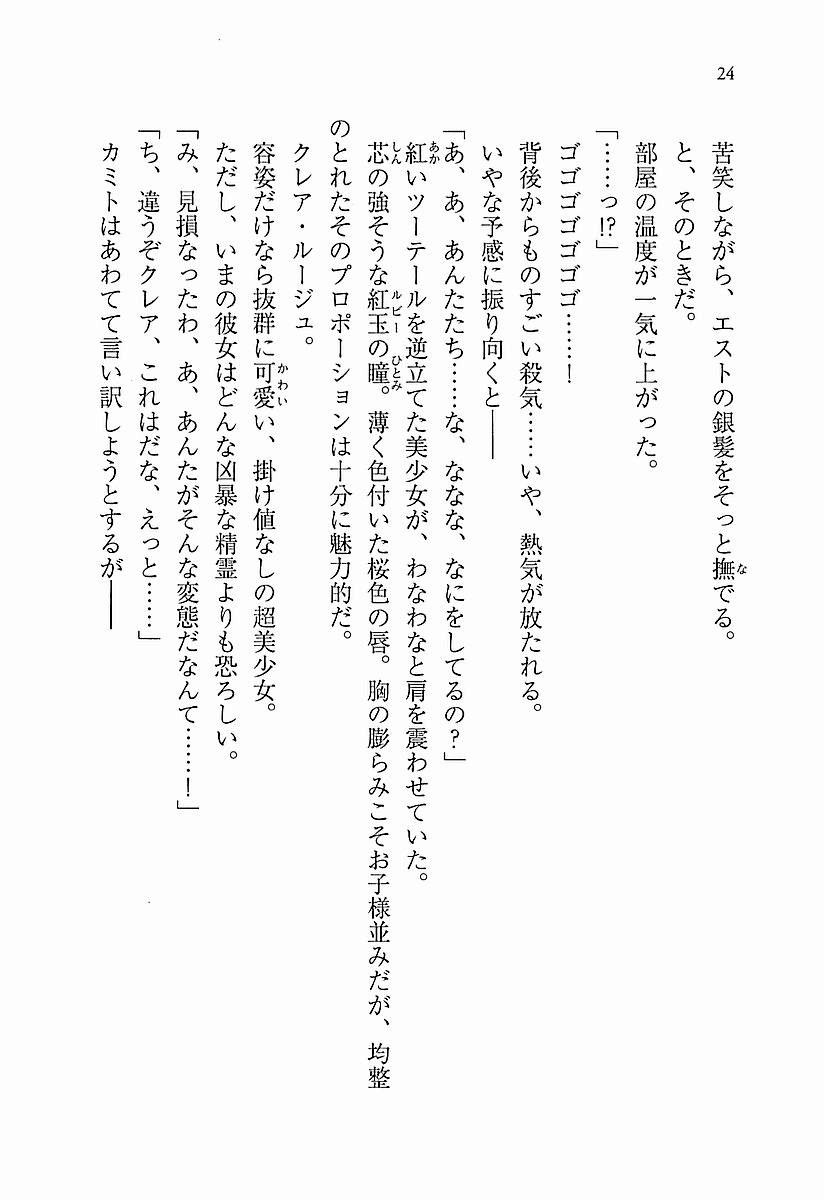 24
苦笑しながら、エストの銀髪をそっと撫でる。
と、そのときだ。
部屋の温度が一気に上がった。
「……っ!?」
ゴゴゴゴゴゴゴ……！
背後からものすごい殺気……いや、熱気が放たれる。
いやな予感に振り向くと――
「あ、あ、あんたたち……な、ななな、なにをしてるの？」
紅いツーテールを逆立てた美少女が、わなわなと肩を震わせていた。
芯の強そうな紅玉の瞳。薄く色付いた桜色の唇。胸の膨らみこそお子様並みだが、均整
のとれたそのプロポーションは十分に魅力的だ。
クレア・ルージュ。
容姿だけなら抜群に可愛い、掛け値なしの超美少女。
ただし、いまの彼女はどんな凶暴な精霊よりも恐ろしい。
「み、見損なったわ、あ、あんたがそんな変態だなんて……！」
「ち、違うぞクレア、これはだな、えっと……」
カミトはあわてて言い訳しようとするが――